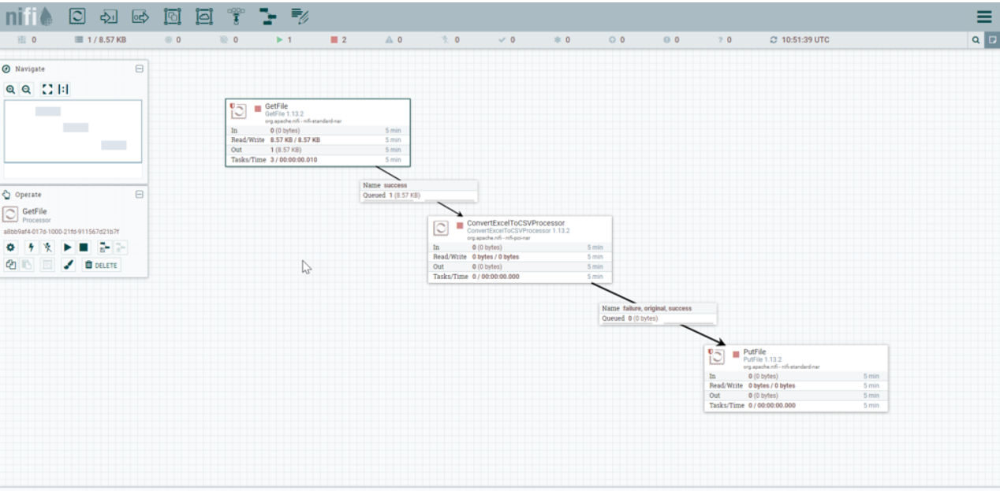 nifi
0 1 / 8.57 KB 0 0 1 2 0 0 0 0 0 0 ? 0 10:51:39 UTC
Navigate
Operate
GetFile
Processor
a8bb9af4-017d-1000-21fd-911567d21b7f
DELETE
GetFile
GetFile 1.13.2
org.apache.nifi - nifi-standard-nar
In 0 (0 bytes) 5 min
Read/Write 8.57 KB / 8.57 KB 5 min
Out 1 (8.57 KB) 5 min
Tasks/Time 3 / 00:00:00.010 5 min
Name success
Queued 1 (8.57 KB)
ConvertExcelToCSVProcessor
ConvertExcelToCSVProcessor 1.13.2
org.apache.nifi - nifi-poi-nar
In 0 (0 bytes) 5 min
Read/Write 0 bytes / 0 bytes 5 min
Out 0 (0 bytes) 5 min
Tasks/Time 0 / 00:00:00.000 5 min
Name failure, original, success
Queued 0 (0 bytes)
PutFile
PutFile 1.13.2
org.apache.nifi - nifi-standard-nar
In 0 (0 bytes) 5 min
Read/Write 0 bytes / 0 bytes 5 min
Out 0 (0 bytes) 5 min
Tasks/Time 0 / 00:00:00.000 5 min